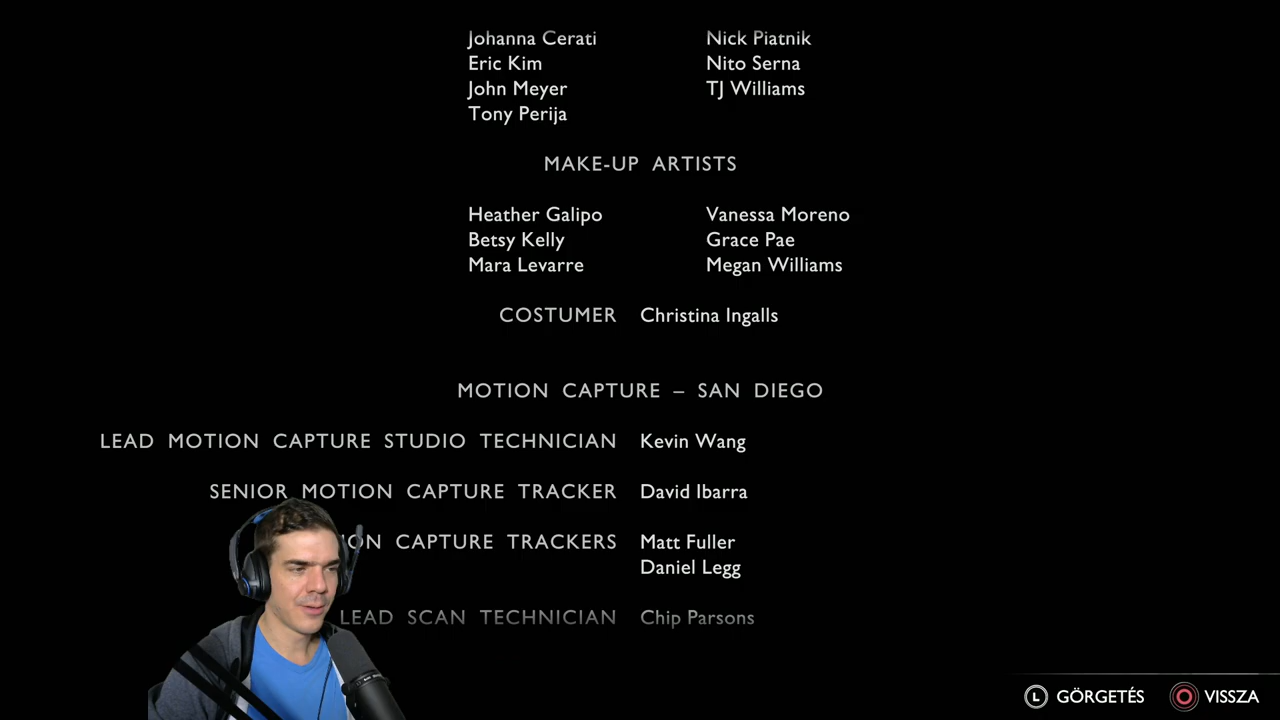 Johanna Cerati Nick Piatnik
Eric Kim Nito Serna
John Meyer TJ Williams
Tony Perija
MAKE-UP ARTISTS
Heather Galipo Vanessa Moreno
Betsy Kelly Grace Pae
Mara Levarre Megan Williams
COSTUMER Christina Ingalls
MOTION CAPTURE – SAN DIEGO
LEAD MOTION CAPTURE STUDIO TECHNICIAN Kevin Wang
SENIOR MOTION CAPTURE TRACKER David Ibarra
CAPTURE TRACKERS Matt Fuller
Daniel Legg
LEAD SCAN TECHNICIAN Chip Parsons
L GÖRGETÉS VISSZA